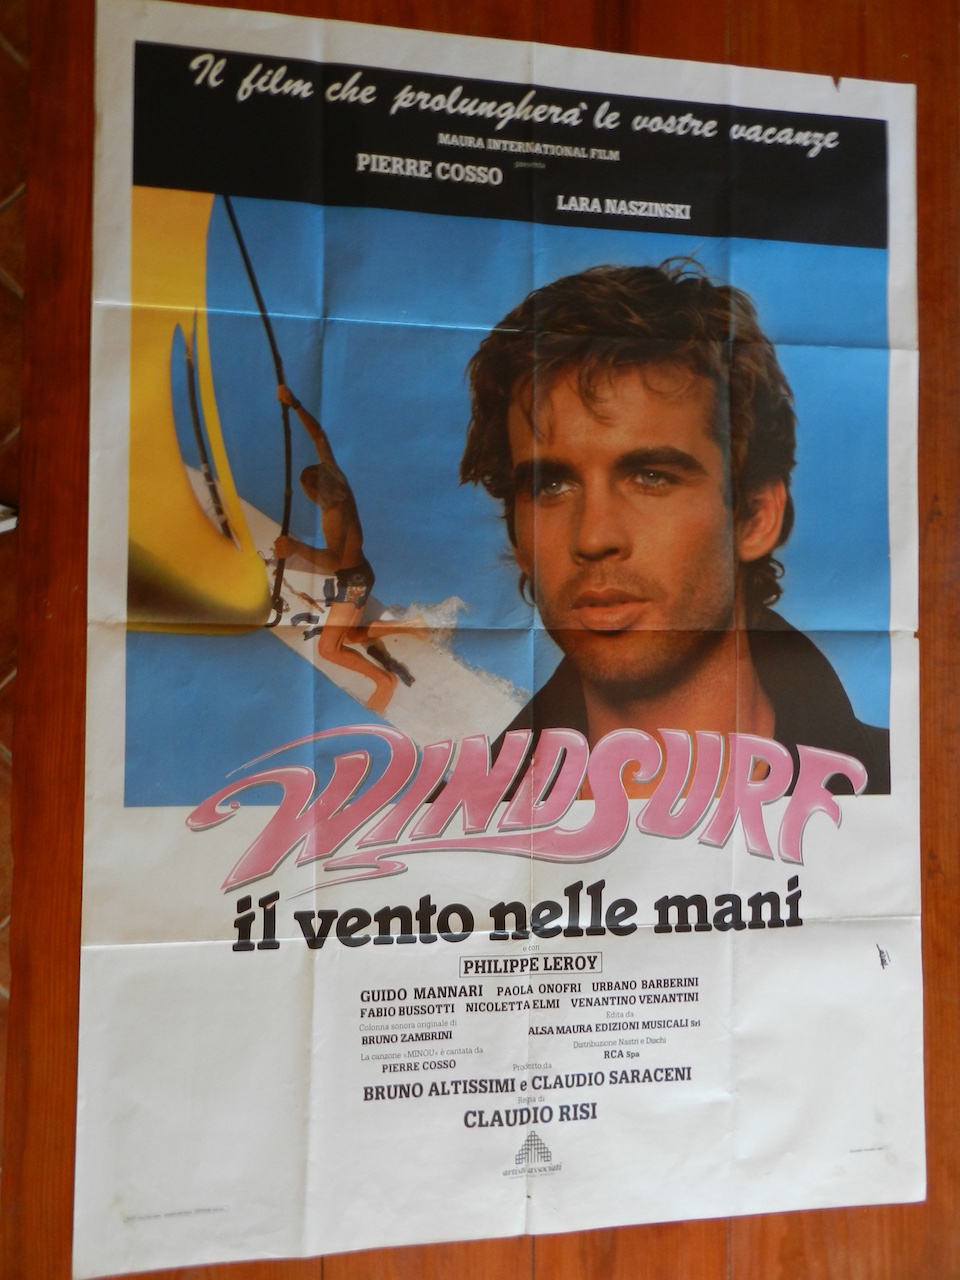 Il film che prolungherà le vostre vacanze
MAURA INTERNATIONAL FILM
presenta
PIERRE COSSO
LARA NASZINSKI
WINDSURF
il vento nelle mani
e con
PHILIPPE LEROY
GUIDO MANNARI PAOLA ONOFRI URBANO BARBERINI
FABIO BUSSOTTI NICOLETTA ELMI VENANTINO VENANTINI
Colonna sonora originale di
BRUNO ZAMBRINI
La canzone «MINOU» è cantata da
PIERRE COSSO
Edita da
ALSA MAURA EDIZIONI MUSICALI Srl
Distribuzione Nastri e Dischi
RCA Spa
Prodotto da
BRUNO ALTISSIMI e CLAUDIO SARACENI
Regia di
CLAUDIO RISI
artisti associati